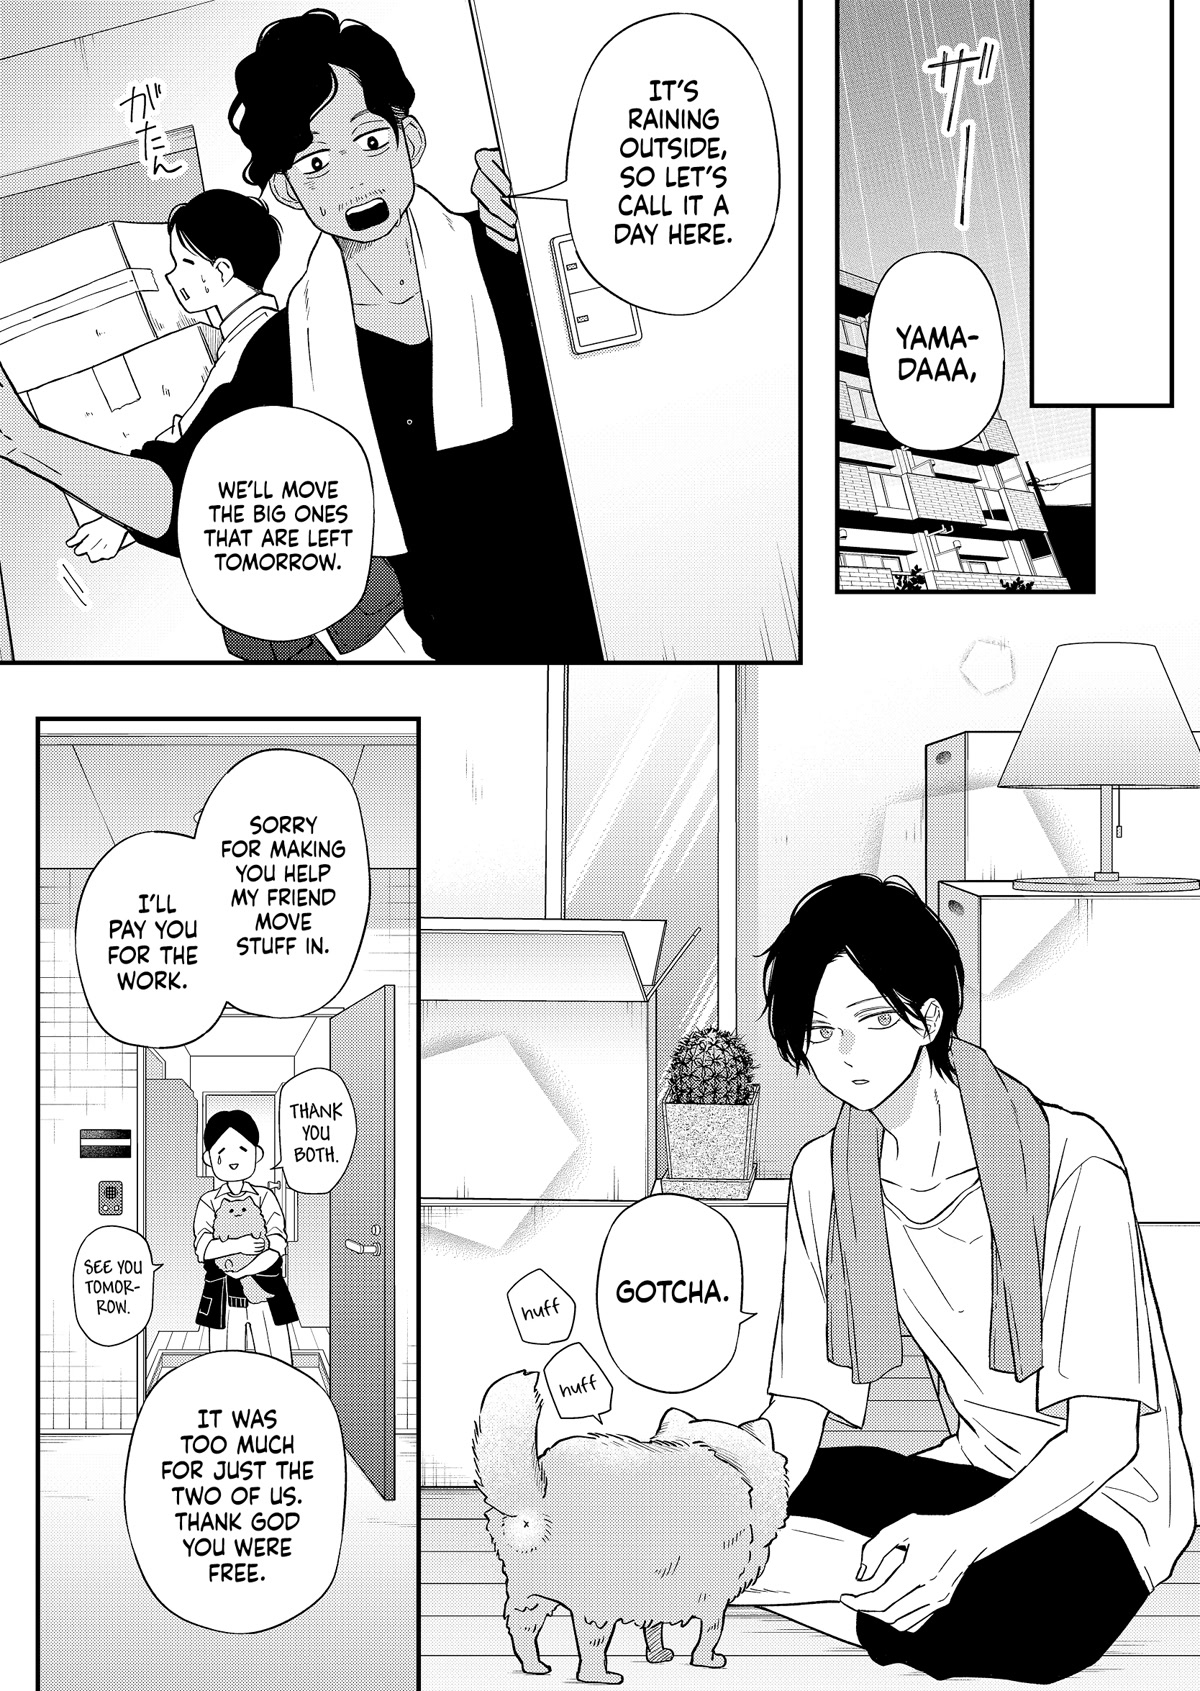 ザーー
YAMA-
DAAA,
IT'S
RAINING
OUTSIDE,
SO LET'S
CALL IT A
DAY HERE.
がたん
WE'LL MOVE
THE BIG ONES
THAT ARE LEFT
TOMORROW.
GOTCHA.
huff
huff
SORRY
FOR MAKING
YOU HELP
MY FRIEND
MOVE
STUFF IN.
I'LL
PAY YOU
FOR THE
WORK.
THANK
YOU
BOTH.
SEE YOU
TOMOR-
ROW.
IT WAS
TOO MUCH
FOR JUST THE
TWO OF US.
THANK GOD
YOU WERE
FREE.